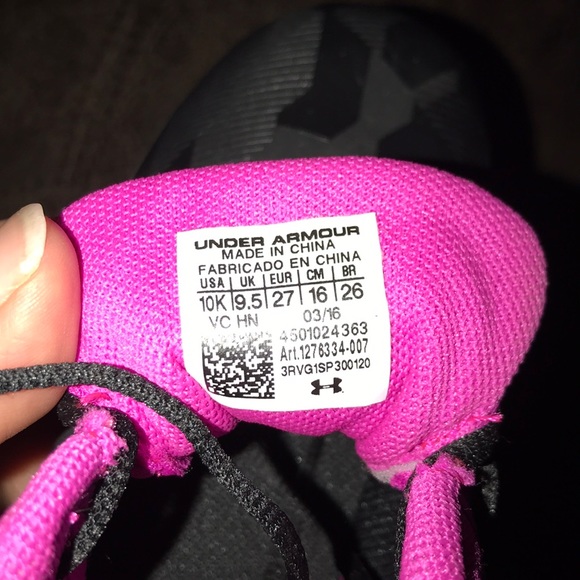 UNDER ARMOUR
MADE IN CHINA
FABRICADO EN CHINA
USA | UK | EUR | CM | BR
10K | 9.5 | 27 | 16 | 26
VC HN 03/16
4501024363
Art.1276334-007
3RVG1SP300120